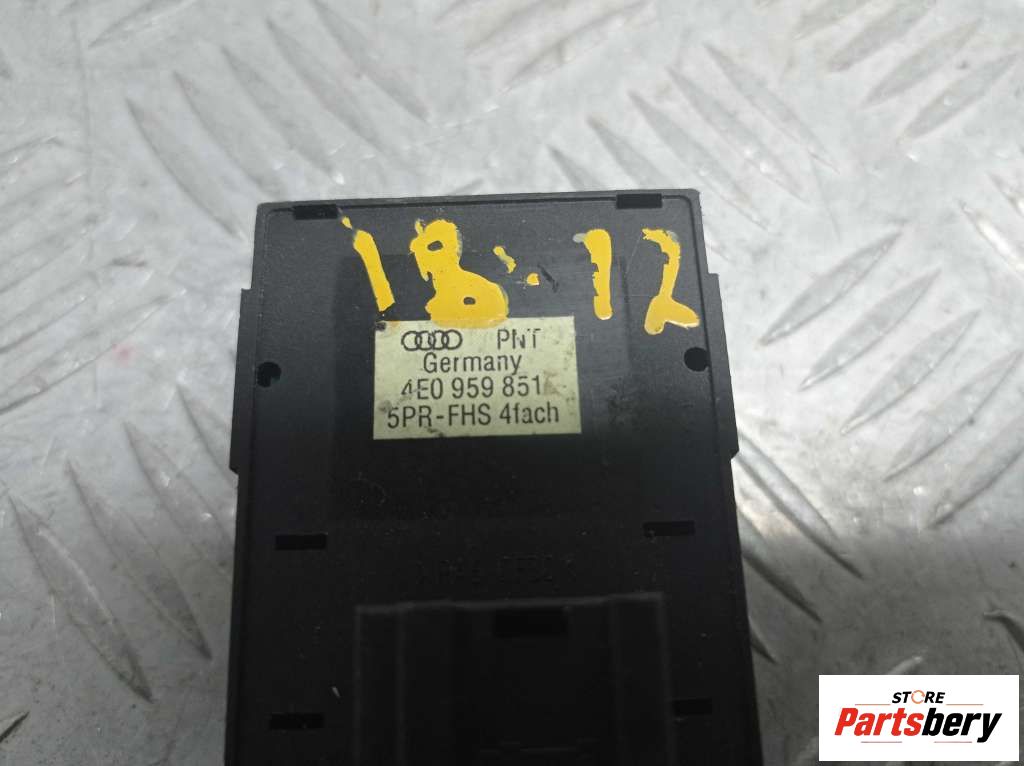 18.12
PNT
Germany
4E0 959 851
5PR-FHS 4fach
STORE
Partsbery